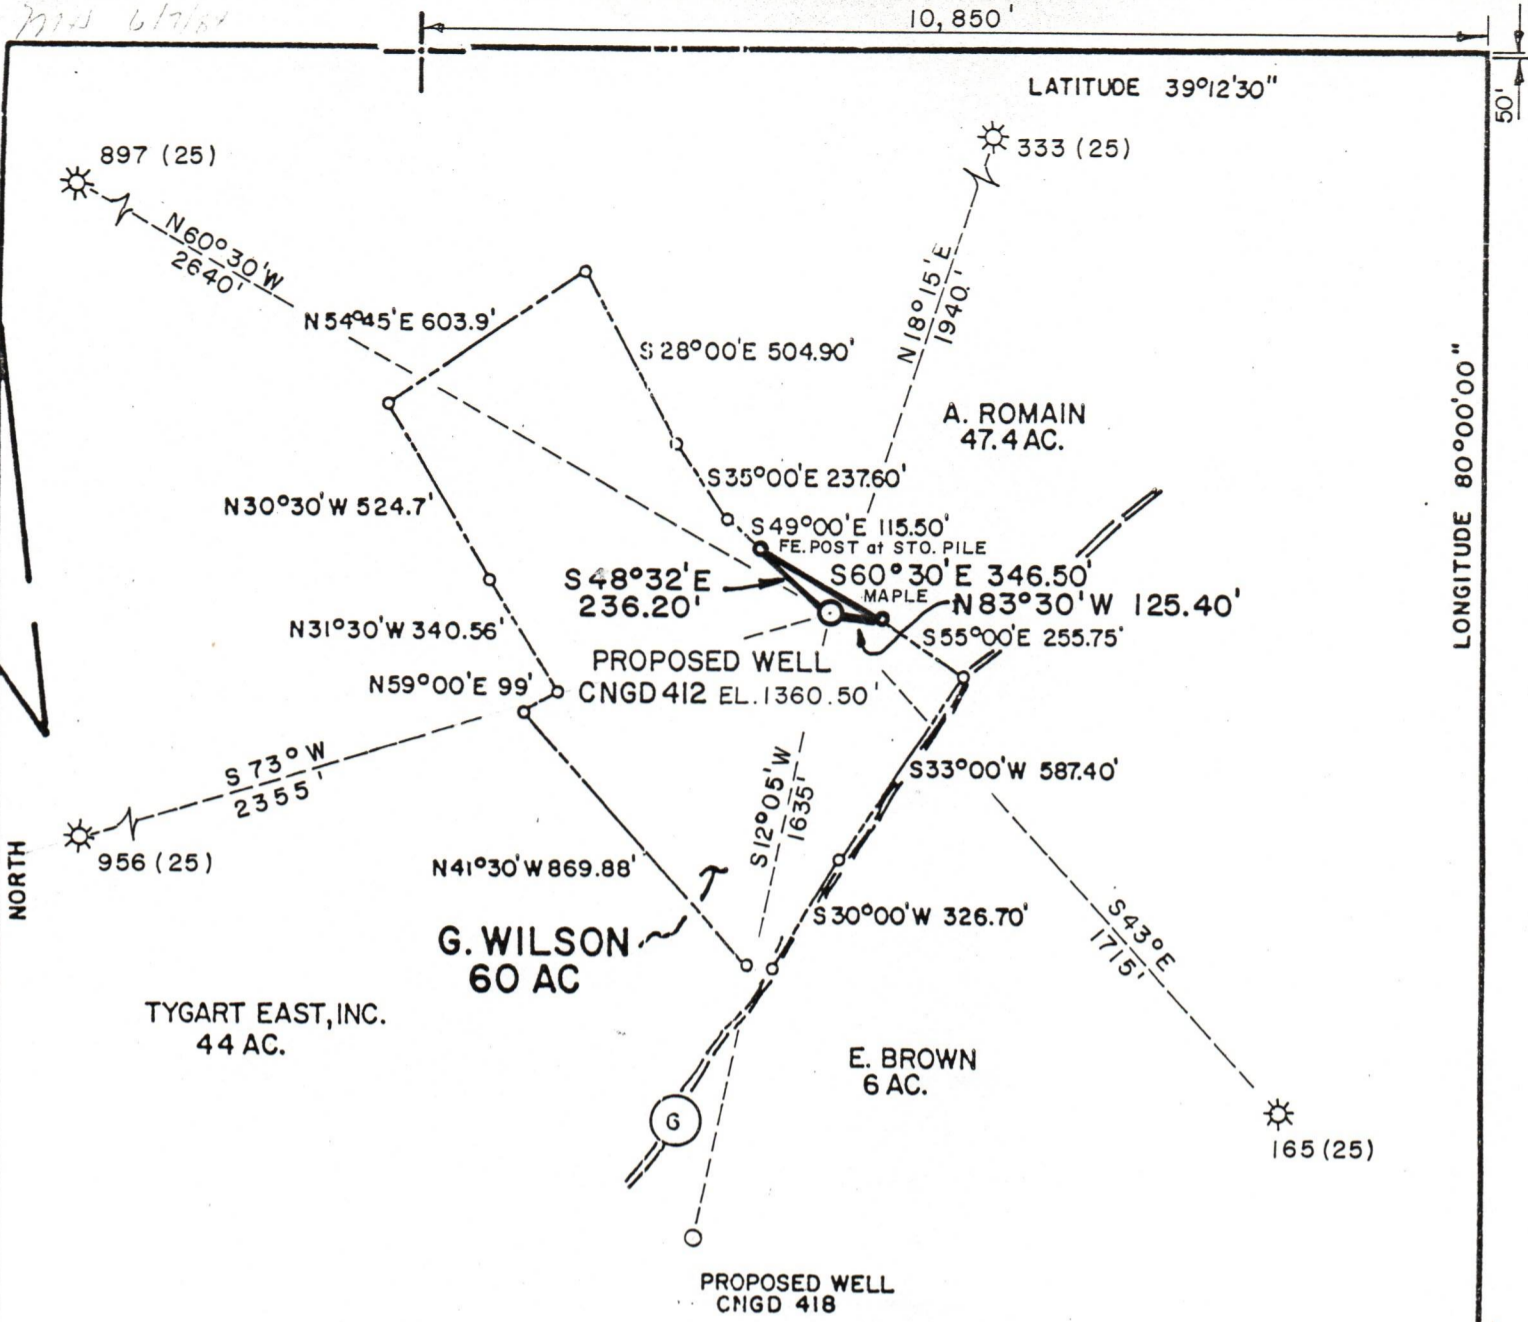 6/7/84
10,850'
LATITUDE 39°12'30"
50'
897 (25)
333 (25)
N60°30'W
2640'
N18°15'E
1940'
N54°45'E 603.9'
S28°00'E 504.90'
LONGITUDE 80°00'00"
A. ROMAIN
47.4 AC.
S35°00'E 237.60'
N30°30'W 524.7'
S49°00'E 115.50'
FE. POST at STO. PILE
S48°32'E
236.20'
S60°30'E 346.50'
MAPLE
N83°30'W 125.40'
N31°30'W 340.56'
S55°00'E 255.75'
PROPOSED WELL
CNGD 412 EL. 1360.50'
N59°00'E 99'
S73°W
2355'
S12°05'W
1635'
S33°00'W 587.40'
956 (25)
NORTH
N41°30'W 869.88'
S30°00'W 326.70'
S43°E
1715'
G. WILSON
60 AC
TYGART EAST, INC.
44 AC.
E. BROWN
6 AC.
G
165 (25)
PROPOSED WELL
CNGD 418